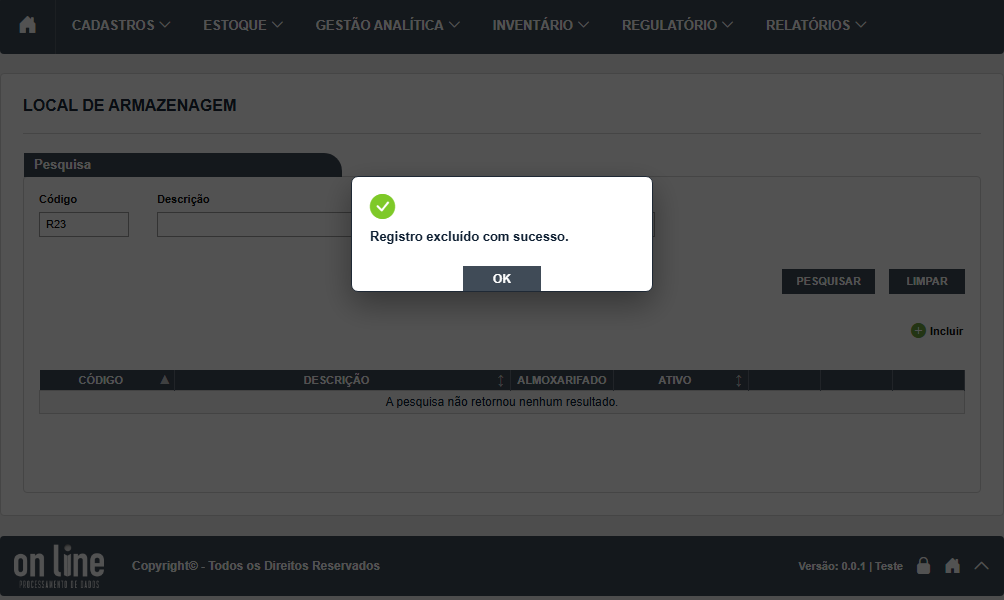 CADASTROS ESTOQUE GESTÃO ANALÍTICA INVENTÁRIO REGULATÓRIO RELATÓRIOS
LOCAL DE ARMAZENAGEM
Pesquisa
Código Descrição
R23
Registro excluído com sucesso.
OK
PESQUISAR LIMPAR
Incluir
CÓDIGO DESCRIÇÃO ALMOXARIFADO ATIVO
A pesquisa não retornou nenhum resultado.
on line
PROCESSAMENTO DE DADOS
Copyright© - Todos os Direitos Reservados
Versão: 0.0.1 | Teste